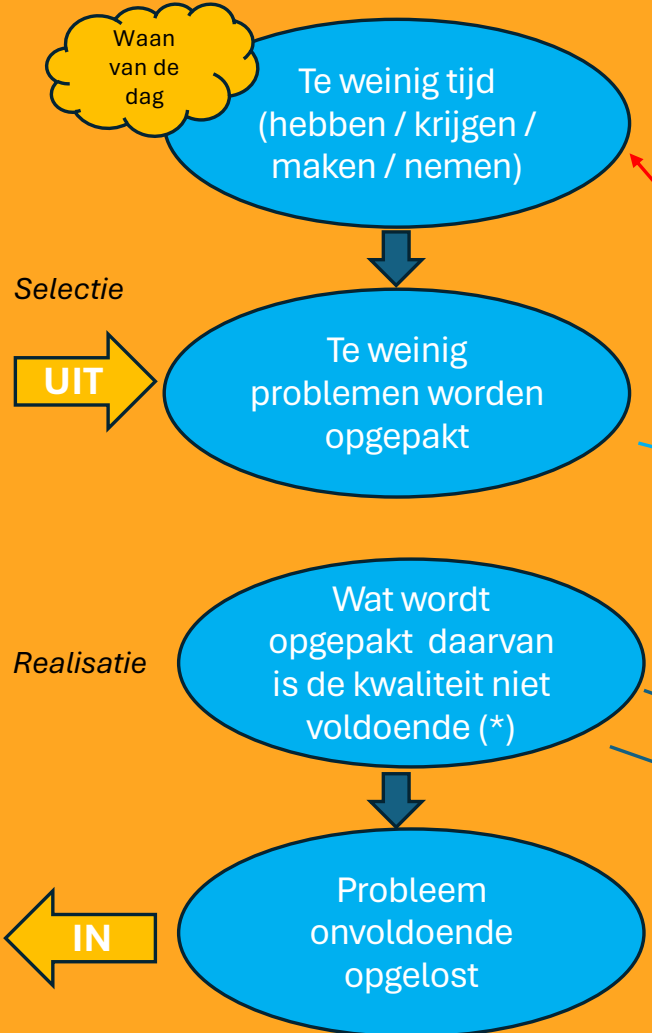 Waan
van de
dag
Te weinig tijd
(hebben / krijgen /
maken / nemen)
Selectie
UIT
Te weinig
problemen worden
opgepakt
Realisatie
Wat wordt
opgepakt daarvan
is de kwaliteit niet
voldoende (*)
IN
Probleem
onvoldoende
opgelost